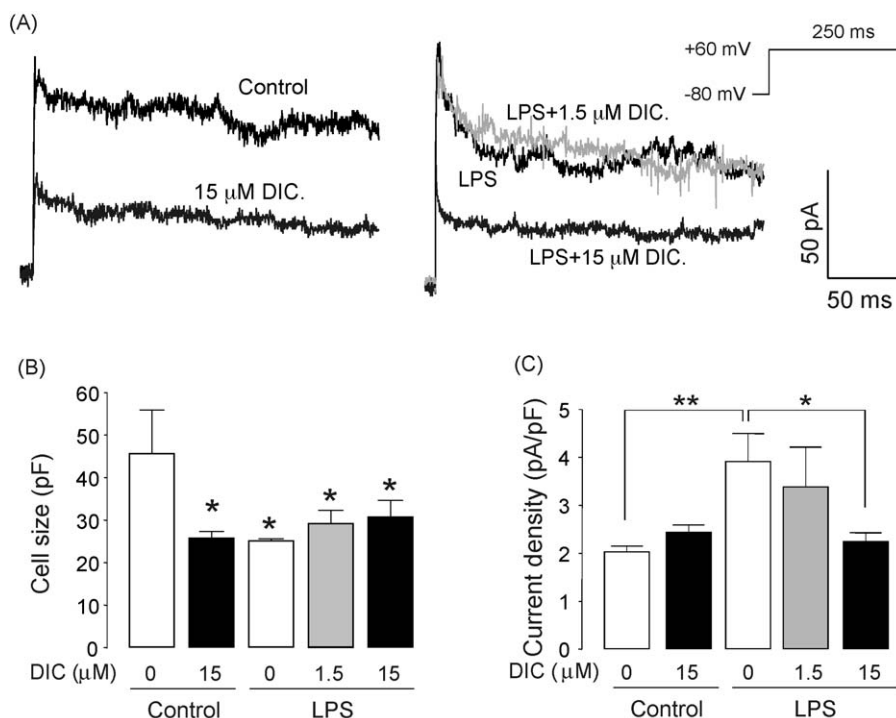 (A)
Control
15 μM DIC.
LPS+1.5 μM DIC.
LPS
LPS+15 μM DIC.
250 ms
+60 mV
-80 mV
50 pA
50 ms
(B)
Cell size (pF)
60
50
40
30
20
10
0
*
*
*
*
DIC (μM) 0 15 0 1.5 15
Control LPS
(C)
Current density (pA/pF)
5
4
3
2
1
0
**
*
DIC (μM) 0 15 0 1.5 15
Control LPS